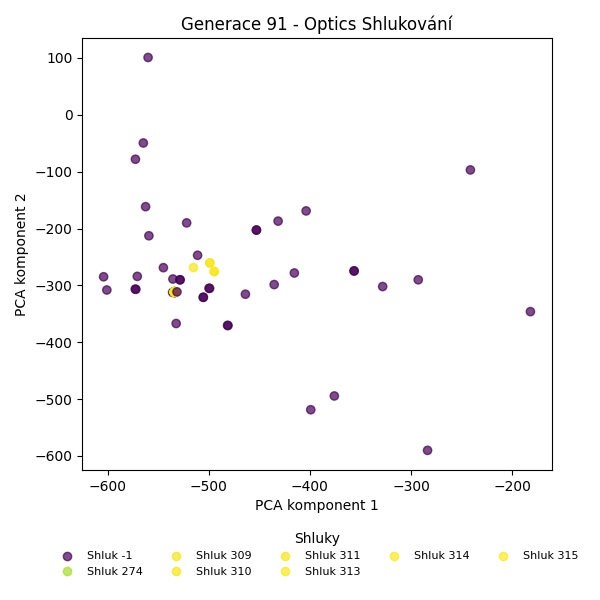 Generace 91 - Optics Shlukování
100
0
−100
−200
−300
−400
−500
−600
PCA komponent 2
−600 −500 −400 −300 −200
PCA komponent 1
Shluky
Shluk -1 Shluk 309 Shluk 311 Shluk 314 Shluk 315
Shluk 274 Shluk 310 Shluk 313